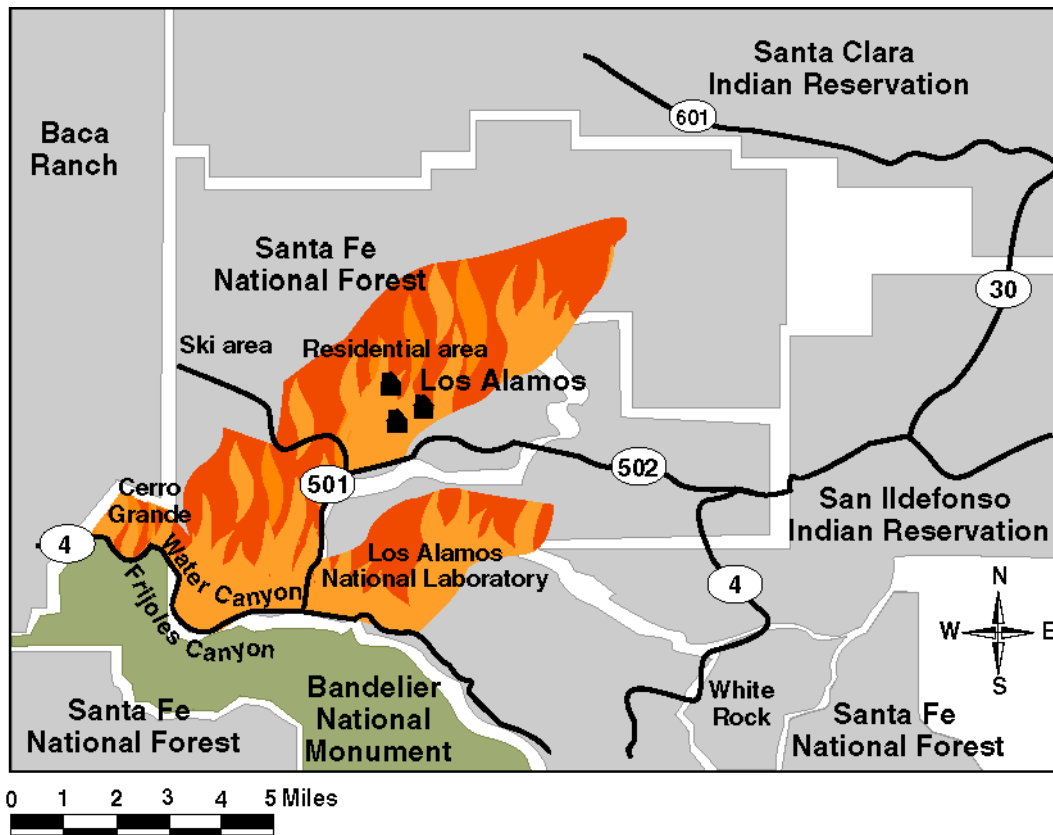 Santa Clara
Indian Reservation
601
Baca
Ranch
Santa Fe
National Forest
30
Ski area
Residential area
Los Alamos
502
501
Cerro
Grande
San Ildefonso
Indian Reservation
4
Water Canyon
Los Alamos
National Laboratory
4
Frijoles Canyon
N
W
E
S
Bandelier
National
Monument
White
Rock
Santa Fe
National Forest
Santa Fe
National Forest
0 1 2 3 4 5 Miles